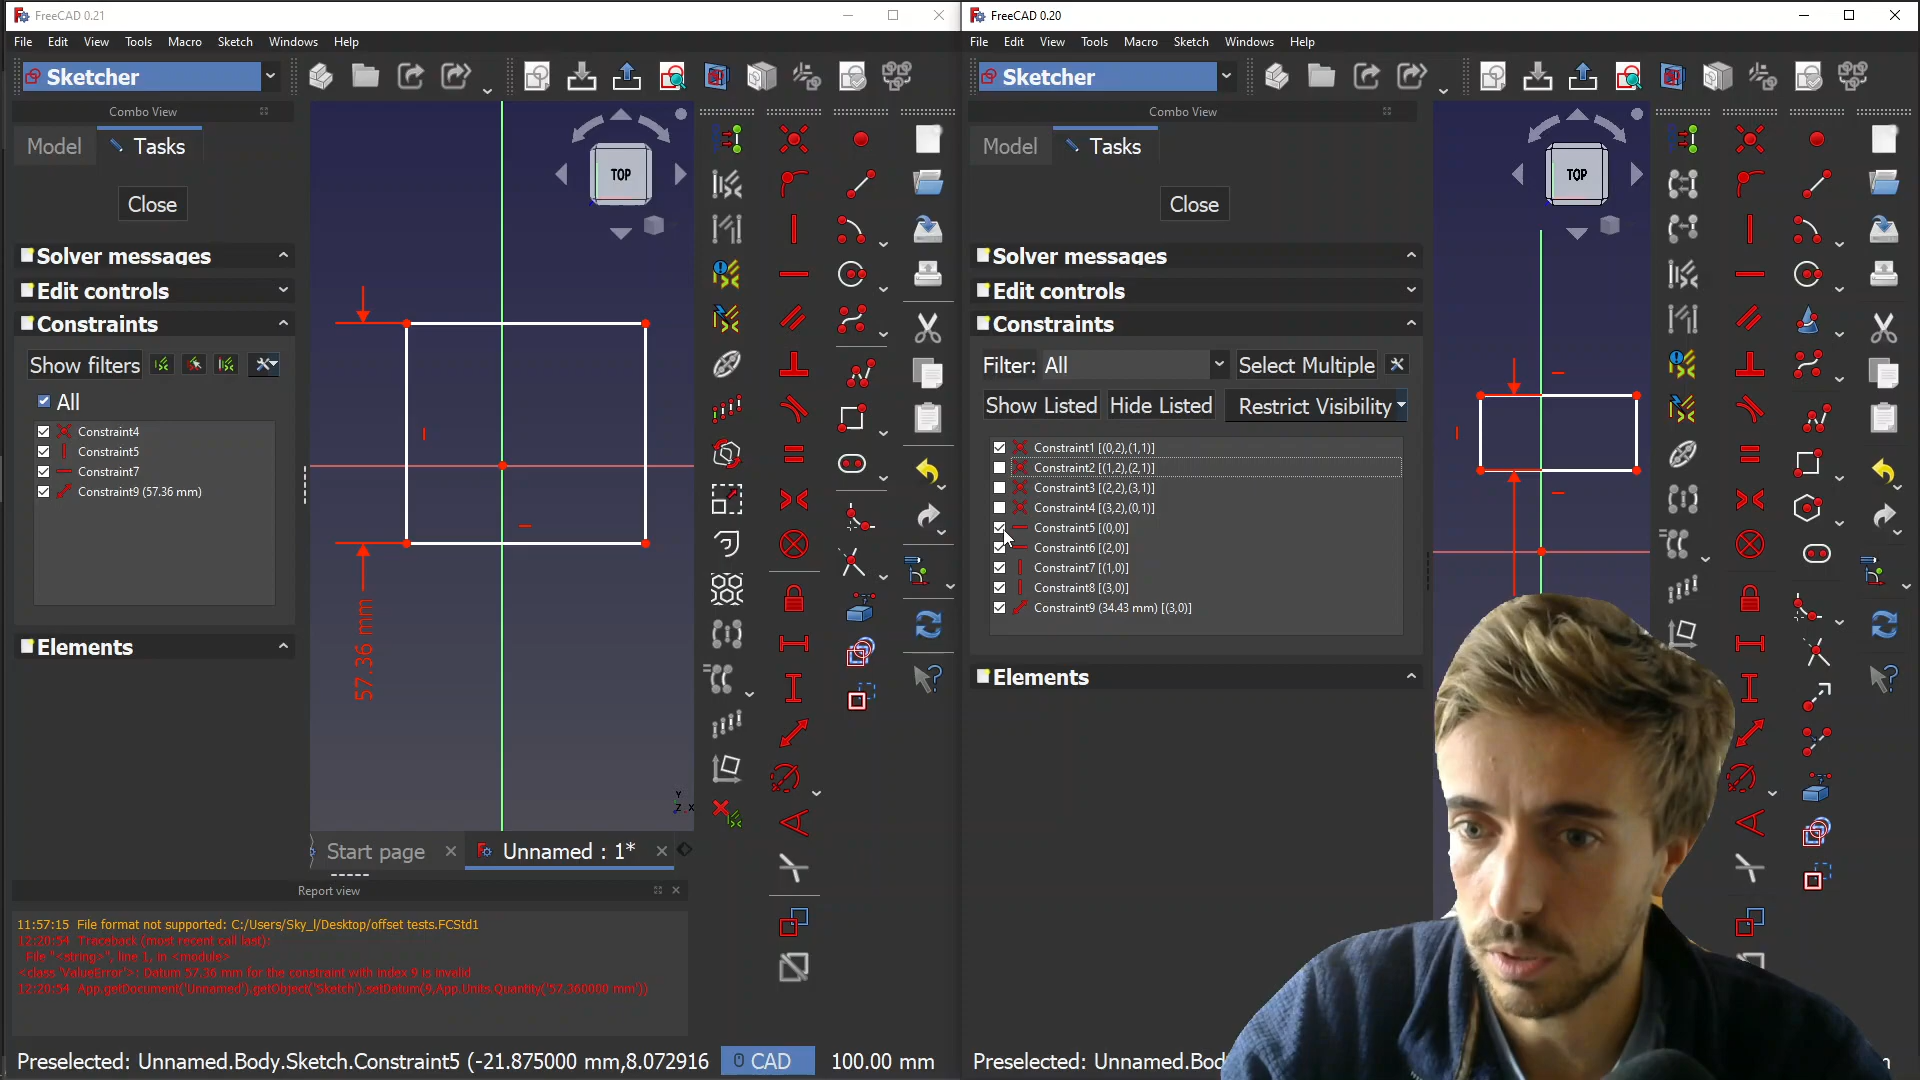 FreeCAD 0.21
File Edit View Tools Macro Sketch Windows Help
Sketcher
Combo View
Model Tasks
Close
Solver messages
Edit controls
Constraints
Show filters
All
Constraint4
Constraint5
Constraint7
Constraint9 (57.36 mm)
Elements
TOP
57.36 mm
Y
Z X
Start page Unnamed : 1*
Report view
11:57:15 File format not supported: C:/Users/Sky_l/Desktop/offset tests.FCStd1
12:20:54 Traceback (most recent call last):
File "<string>", line 1, in <module>
<class 'ValueError'>: Datum 57.36 mm for the constraint with index 9 is invalid
12:20:54 App.getDocument('Unnamed').getObject('Sketch').setDatum(9,App.Units.Quantity('57.360000 mm'))
Preselected: Unnamed.Body.Sketch.Constraint5 (-21.875000 mm,8.072916 CAD 100.00 mm
FreeCAD 0.20
File Edit View Tools Macro Sketch Windows Help
Sketcher
Combo View
Model Tasks
Close
Solver messages
Edit controls
Constraints
Filter: All Select Multiple
Show Listed Hide Listed Restrict Visibility
Constraint1 [(0,2),(1,1)]
Constraint2 [(1,2),(2,1)]
Constraint3 [(2,2),(3,1)]
Constraint4 [(3,2),(0,1)]
Constraint5 [(0,0)]
Constraint6 [(2,0)]
Constraint7 [(1,0)]
Constraint8 [(3,0)]
Constraint9 (34.43 mm) [(3,0)]
Elements
TOP
Preselected: Unnamed.Bod